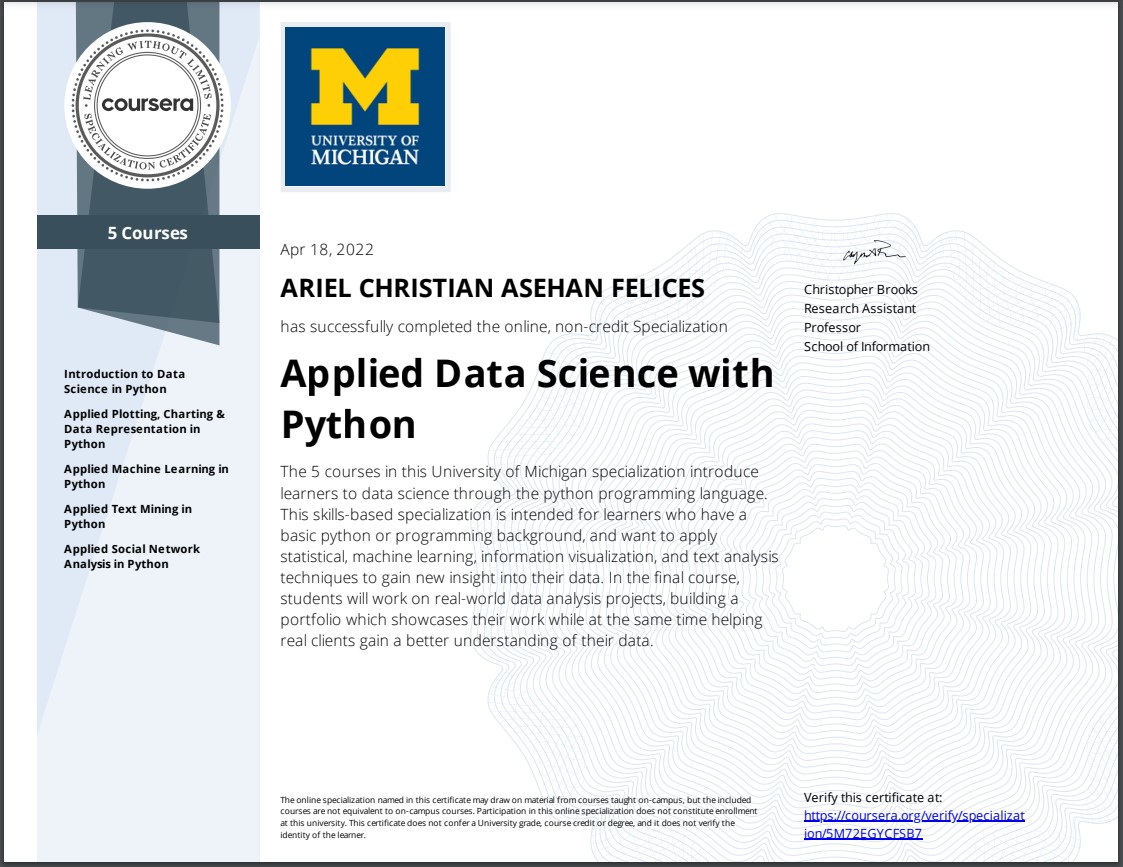 LEARNING WITHOUT LIMITS
coursera
SPECIALIZATION CERTIFICATE
UNIVERSITY OF
MICHIGAN
5 Courses
Introduction to Data
Science in Python
Applied Plotting, Charting &
Data Representation in
Python
Applied Machine Learning in
Python
Applied Text Mining in
Python
Applied Social Network
Analysis in Python
Apr 18, 2022
ARIEL CHRISTIAN ASEHAN FELICES
has successfully completed the online, non-credit Specialization
Applied Data Science with
Python
The 5 courses in this University of Michigan specialization introduce
learners to data science through the python programming language.
This skills-based specialization is intended for learners who have a
basic python or programming background, and want to apply
statistical, machine learning, information visualization, and text analysis
techniques to gain new insight into their data. In the final course,
students will work on real-world data analysis projects, building a
portfolio which showcases their work while at the same time helping
real clients gain a better understanding of their data.
Christopher Brooks
Research Assistant
Professor
School of Information
The online specialization named in this certificate may draw on material from courses taught on-campus, but the included
courses are not equivalent to on-campus courses. Participation in this online specialization does not constitute enrollment
at this university. This certificate does not confer a University grade, course credit or degree, and it does not verify the
identity of the learner.
Verify this certificate at:
https://coursera.org/verify/specializat
ion/5M72EGYCFSB7